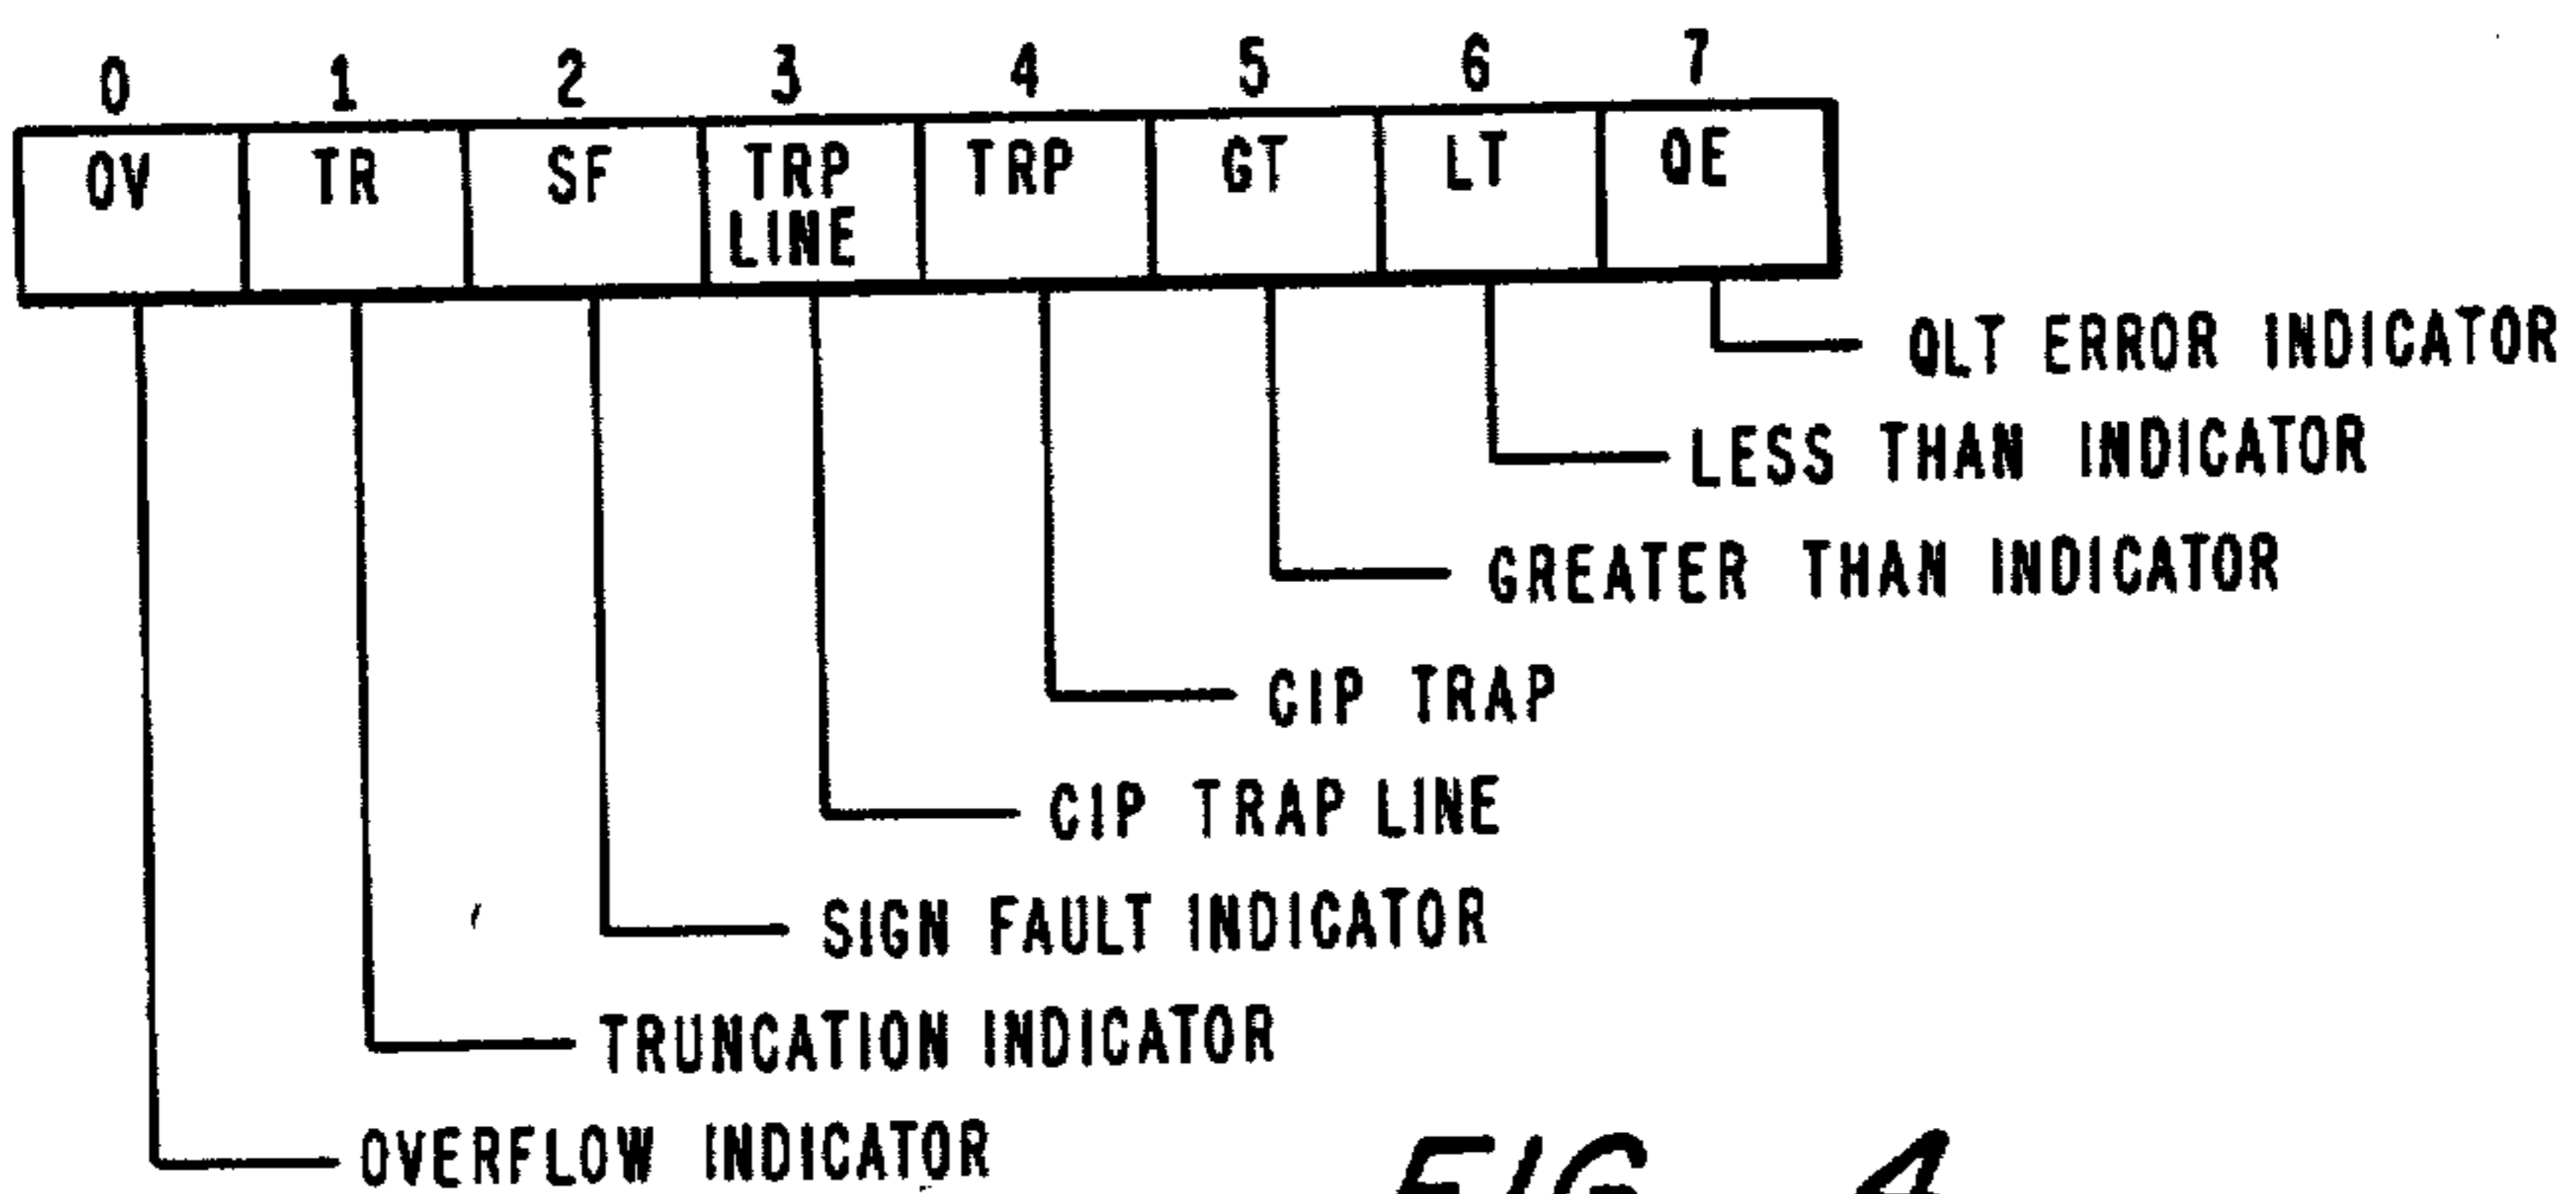 0 1 2 3 4 5 6 7
OV TR SF TRP LINE TRP GT LT QE
QLT ERROR INDICATOR
LESS THAN INDICATOR
GREATER THAN INDICATOR
CIP TRAP
CIP TRAP LINE
SIGN FAULT INDICATOR
TRUNCATION INDICATOR
OVERFLOW INDICATOR
FIG. 4